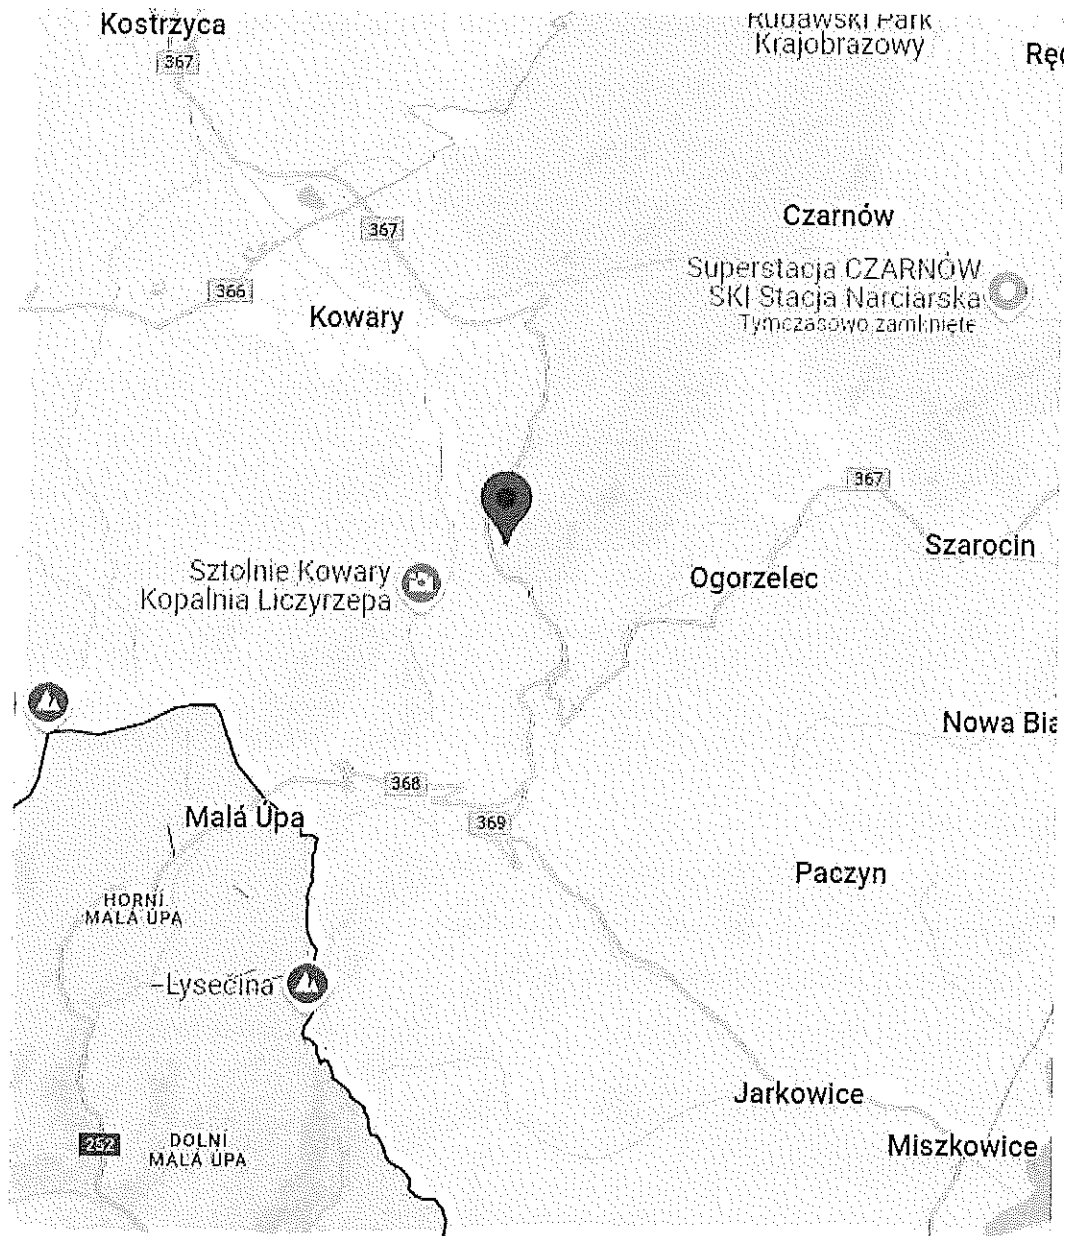 Kostrzyca
Rudawski Park
Krajobrazowy
367
Czarnów
367
Superstacja CZARNÓW
SKI Stacja Narciarska
Tymczasowo zamknięte
366
Kowary
367
Szarocin
Sztolnie Kowary
Kopalnia Liczyrzepa
Ogorzelec
Nowa Bia
368
Malá Úpa
369
Paczyn
HORNÍ
MALÁ ÚPA
Lysečina
Jarkowice
252
DOLNÍ
MALÁ ÚPA
Miszkowice